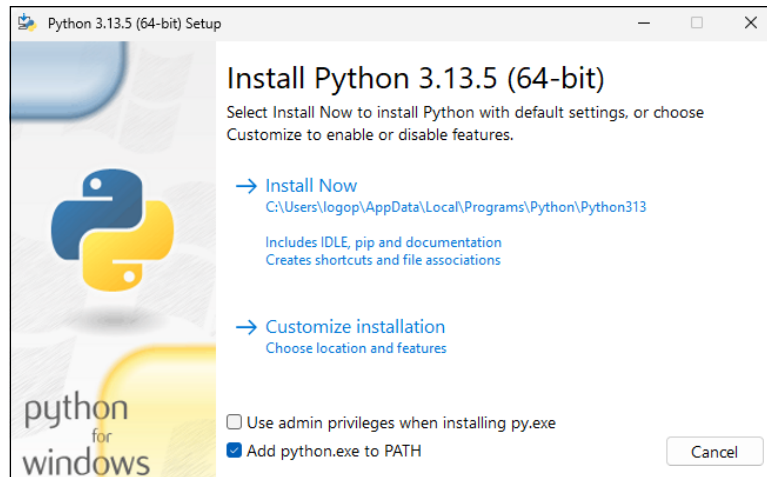 Python 3.13.5 (64-bit) Setup
Install Python 3.13.5 (64-bit)
Select Install Now to install Python with default settings, or choose
Customize to enable or disable features.
Install Now
C:\Users\logop\AppData\Local\Programs\Python\Python313
Includes IDLE, pip and documentation
Creates shortcuts and file associations
Customize installation
Choose location and features
python
for
windows
Use admin privileges when installing py.exe
Add python.exe to PATH
Cancel